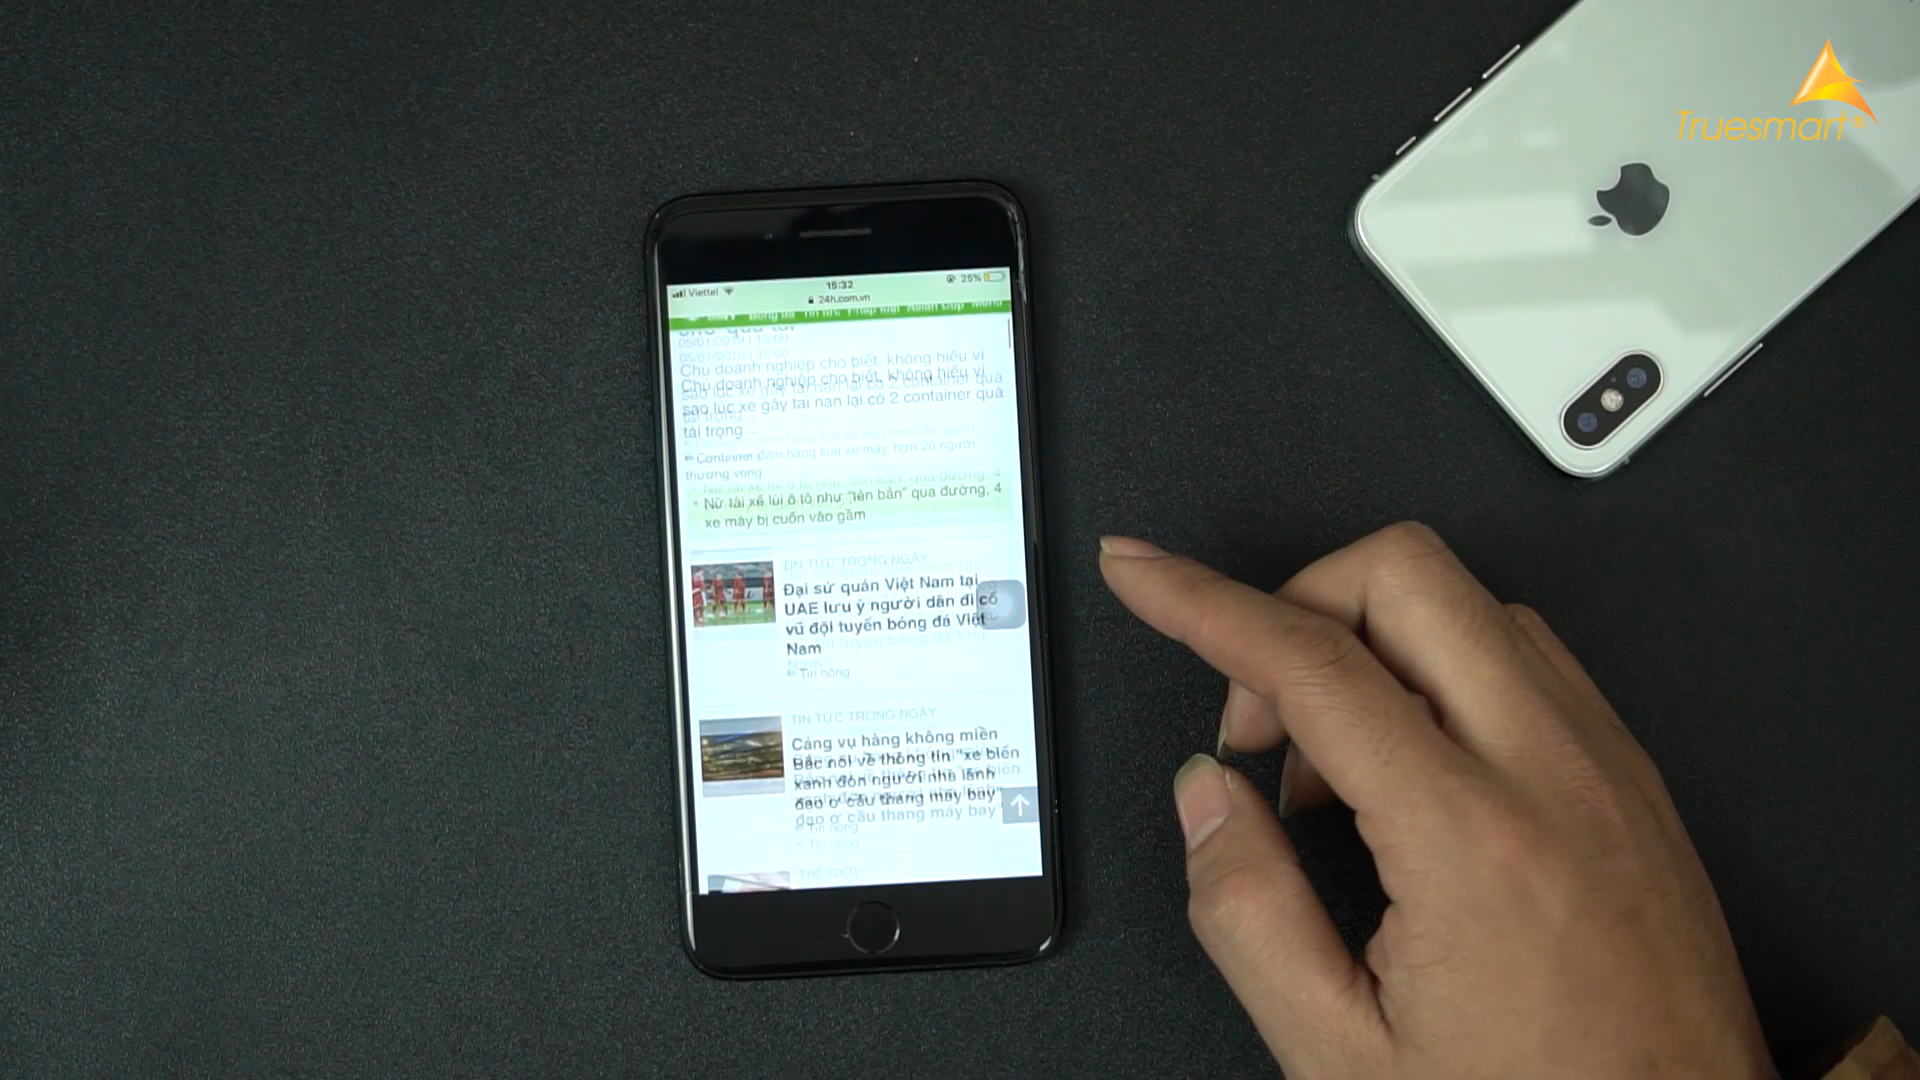 Truesmart®
Viettel 15:32 25%
24h.com.vn
05/01/2019 | 15:00
Chủ doanh nghiệp cho biết, không hiểu vì
sao lúc xe gây tai nạn lại có 2 container quá
tải trọng...
Container đâm hàng loạt xe máy, hơn 20 người
thương vong
Nữ tài xế lùi ô tô như "tên bắn" qua đường, 4
xe máy bị cuốn vào gầm
TIN TỨC TRONG NGÀY
Đại sứ quán Việt Nam tại
UAE lưu ý người dân đi cổ
vũ đội tuyển bóng đá Việt
Nam
Tin nóng
TIN TỨC TRONG NGÀY
Cảng vụ hàng không miền
Bắc nói về thông tin "xe biển
xanh đón người nhà lãnh
đạo ở cầu thang máy bay"
Tin nóng
THẾ GIỚI